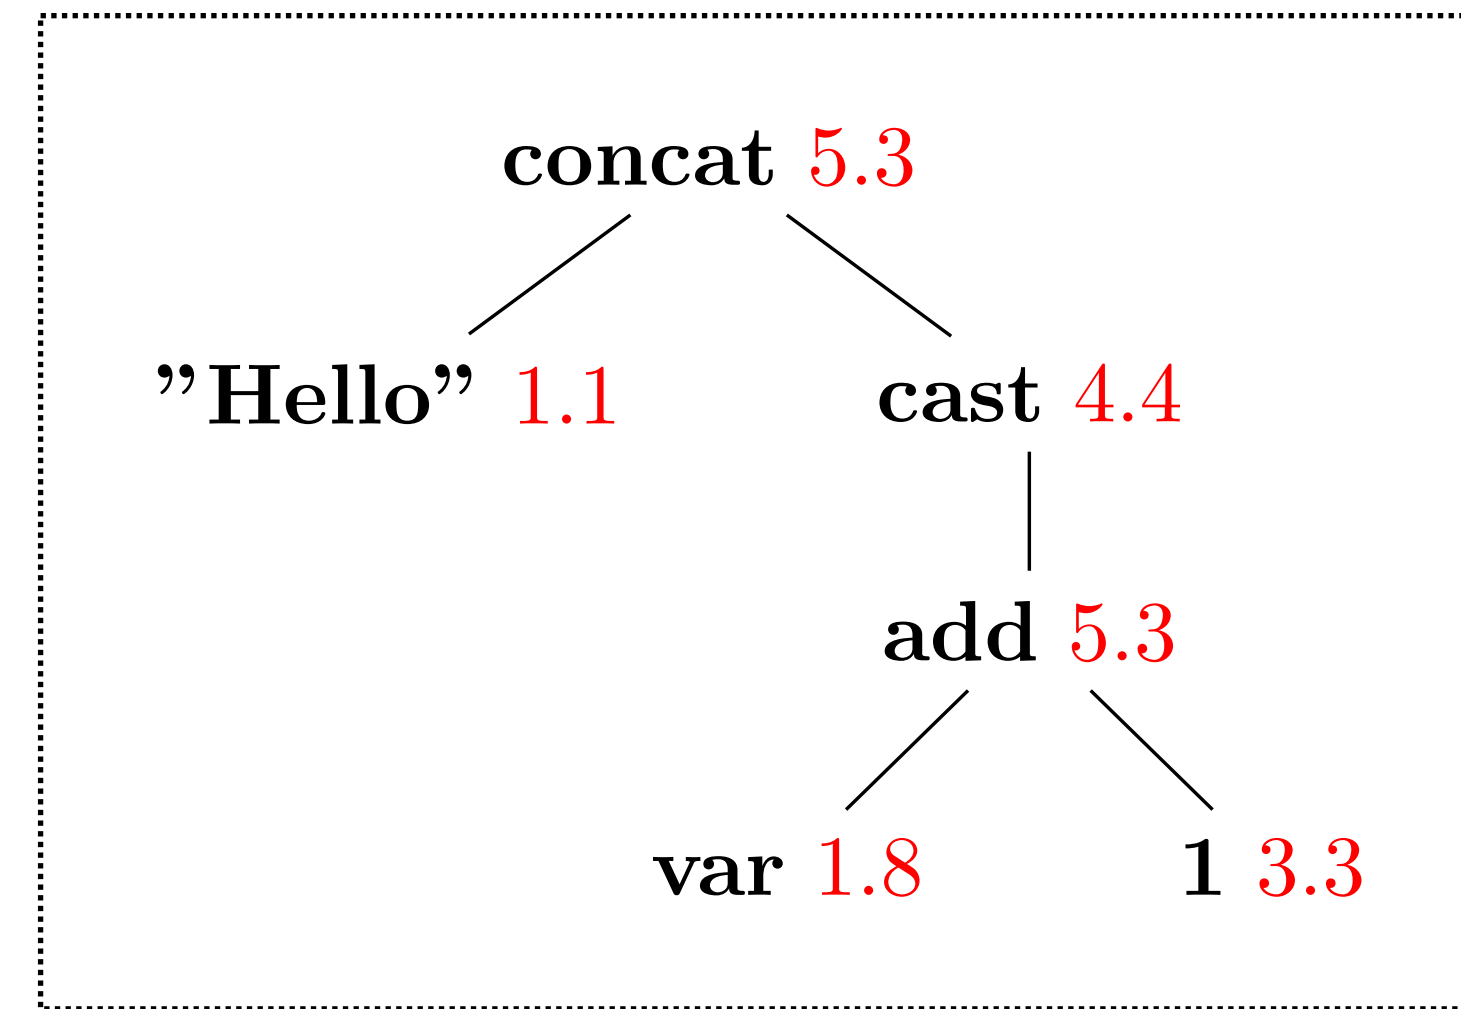 concat 5.3
”Hello” 1.1
cast 4.4
add 5.3
var 1.8
1 3.3